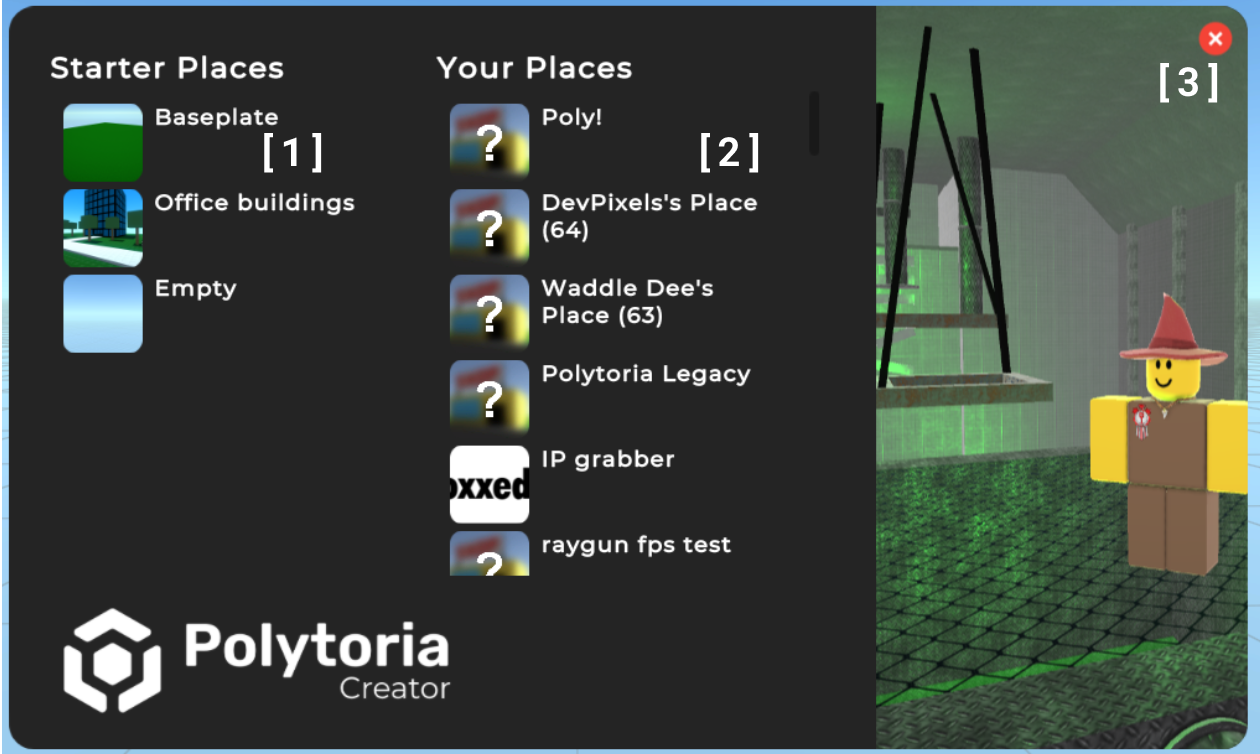 Starter Places
Baseplate
[1]
Office buildings
Empty
Your Places
Poly!
[2]
DevPixels's Place
(64)
Waddle Dee's
Place (63)
Polytoria Legacy
oxxed
IP grabber
raygun fps test
[3]
Polytoria
Creator